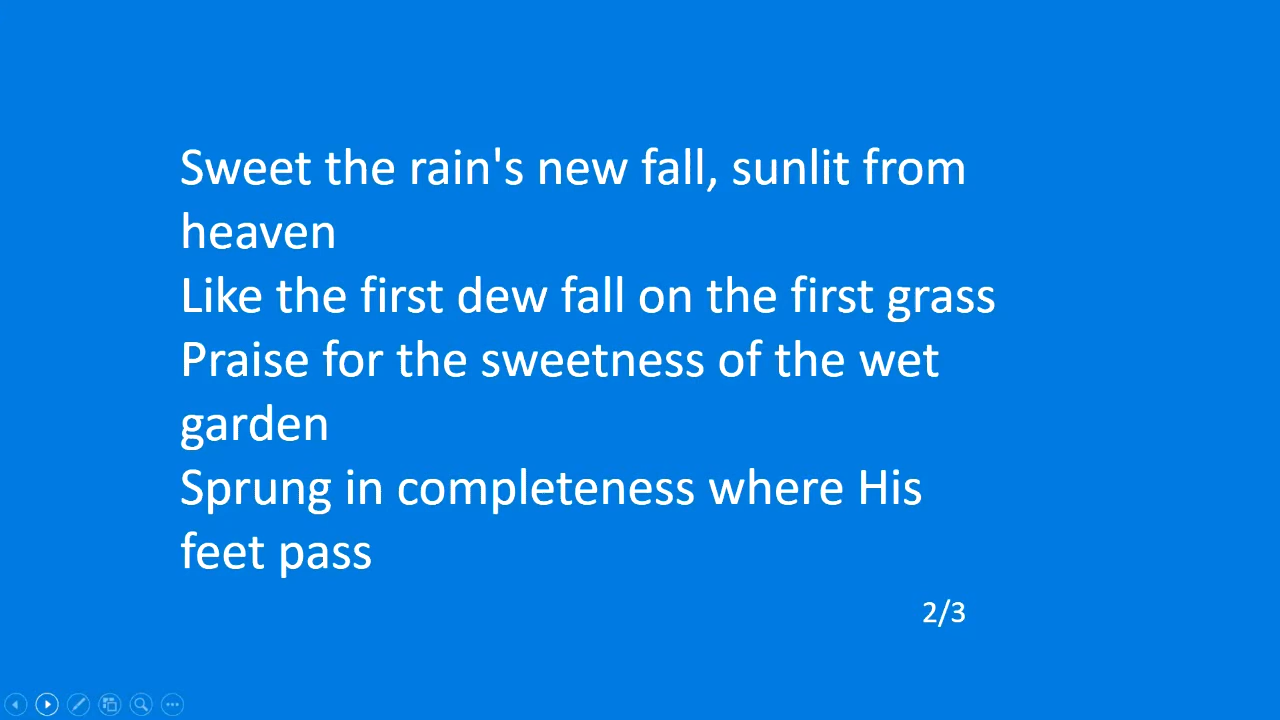 Sweet the rain's new fall, sunlit from
heaven
Like the first dew fall on the first grass
Praise for the sweetness of the wet
garden
Sprung in completeness where His
feet pass
2/3